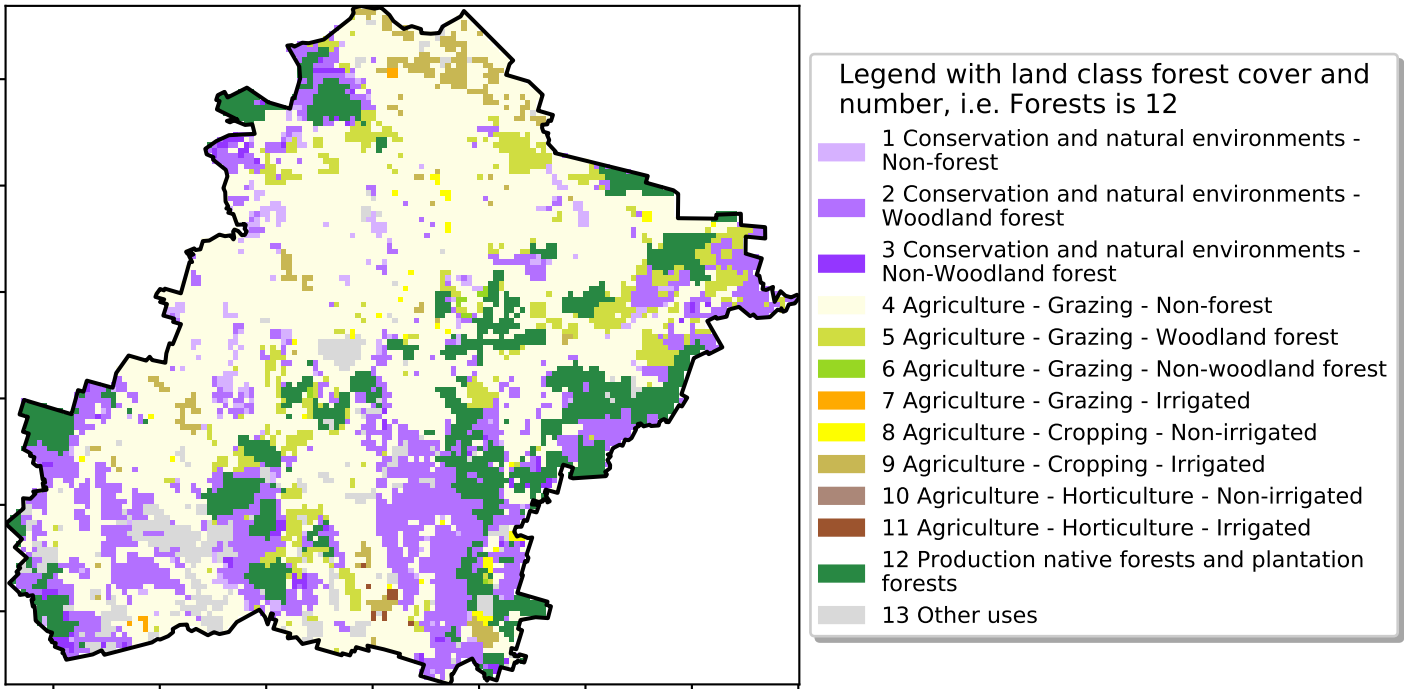 Legend with land class forest cover and
number, i.e. Forests is 12
1 Conservation and natural environments -
Non-forest
2 Conservation and natural environments -
Woodland forest
3 Conservation and natural environments -
Non-Woodland forest
4 Agriculture - Grazing - Non-forest
5 Agriculture - Grazing - Woodland forest
6 Agriculture - Grazing - Non-woodland forest
7 Agriculture - Grazing - Irrigated
8 Agriculture - Cropping - Non-irrigated
9 Agriculture - Cropping - Irrigated
10 Agriculture - Horticulture - Non-irrigated
11 Agriculture - Horticulture - Irrigated
12 Production native forests and plantation
forests
13 Other uses